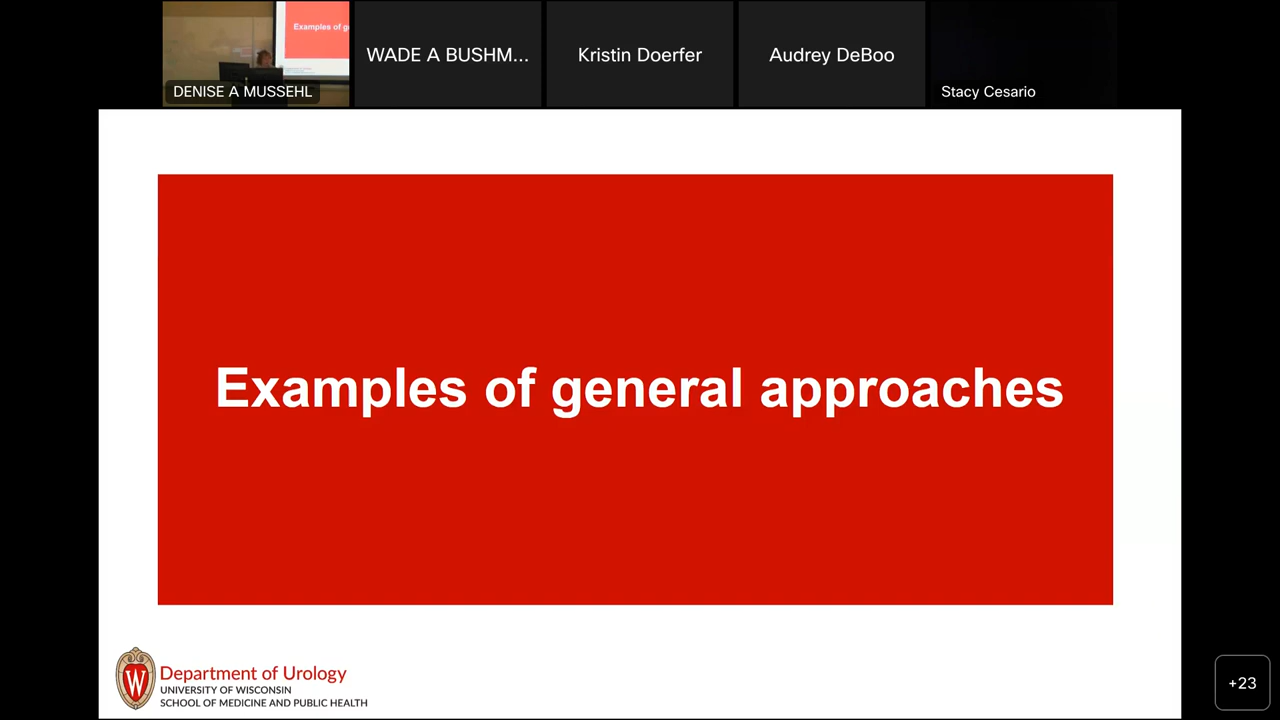 Examples of g
DENISE A MUSSEHL
WADE A BUSHM...
Kristin Doerfer
Audrey DeBoo
Stacy Cesario
Examples of general approaches
W
Department of Urology
UNIVERSITY OF WISCONSIN
SCHOOL OF MEDICINE AND PUBLIC HEALTH
+23